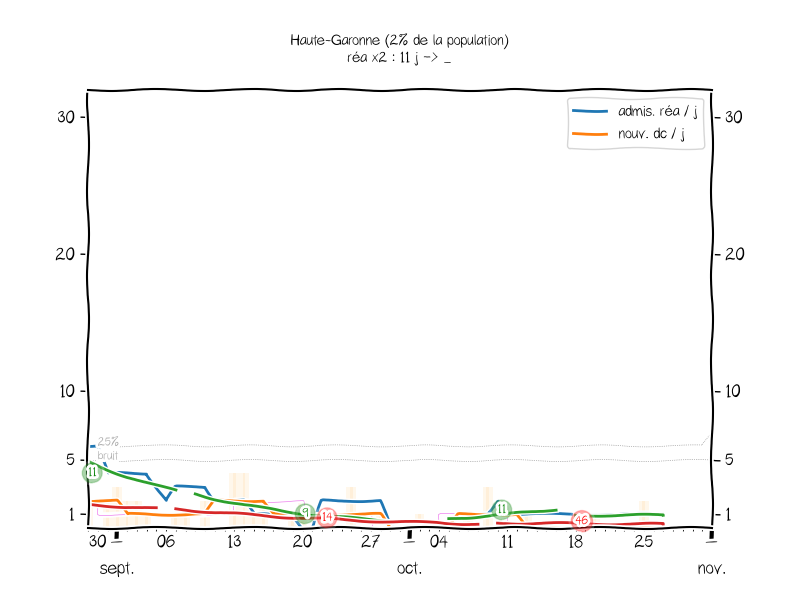 Haute-Garonne (2% de la population)
réa x2 : 11 j -> _
admis. réa / j
nouv. dc / j
30
30
20
20
10
10
25%
bruit
5
5
11
9
14
11
46
1
1
30 06 13 20 27 04 11 18 25
sept. oct. nov.